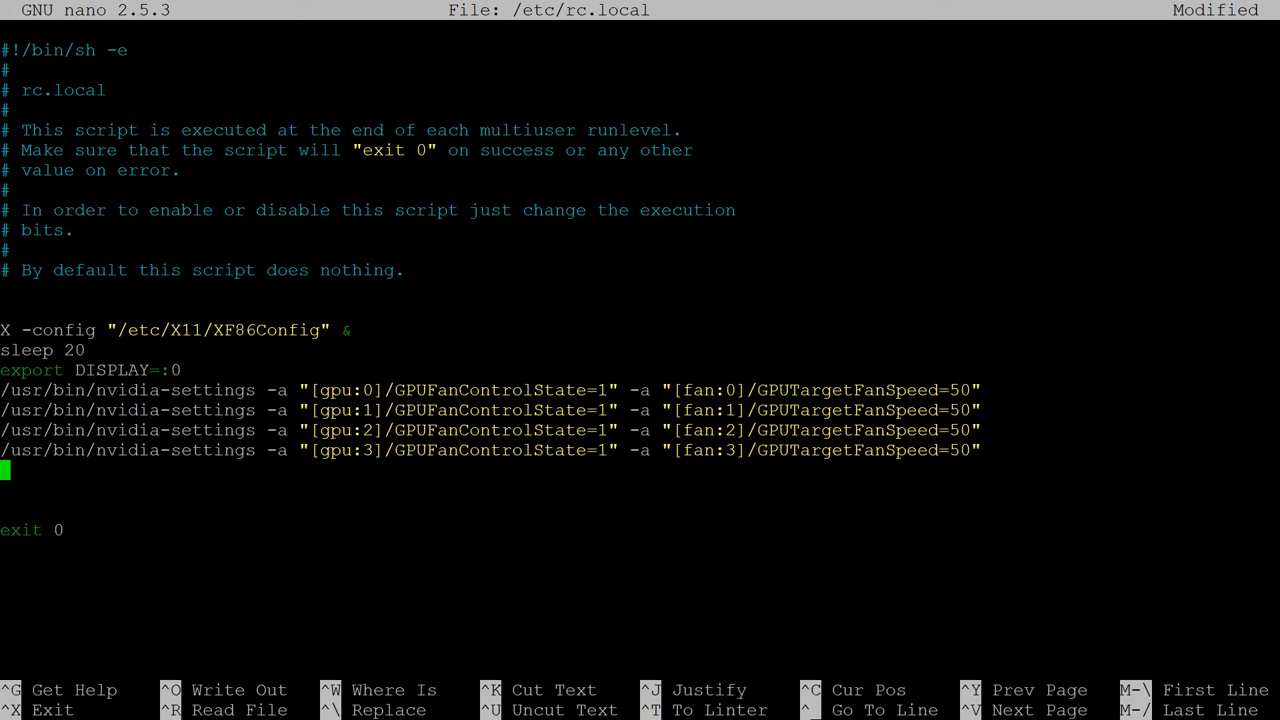 GNU nano 2.5.3 File: /etc/rc.local Modified
#!/bin/sh -e
#
# rc.local
#
# This script is executed at the end of each multiuser runlevel.
# Make sure that the script will "exit 0" on success or any other
# value on error.
#
# In order to enable or disable this script just change the execution
# bits.
#
# By default this script does nothing.
X -config "/etc/X11/XF86Config" &
sleep 20
export DISPLAY=:0
/usr/bin/nvidia-settings -a "[gpu:0]/GPUFanControlState=1" -a "[fan:0]/GPUTargetFanSpeed=50"
/usr/bin/nvidia-settings -a "[gpu:1]/GPUFanControlState=1" -a "[fan:1]/GPUTargetFanSpeed=50"
/usr/bin/nvidia-settings -a "[gpu:2]/GPUFanControlState=1" -a "[fan:2]/GPUTargetFanSpeed=50"
/usr/bin/nvidia-settings -a "[gpu:3]/GPUFanControlState=1" -a "[fan:3]/GPUTargetFanSpeed=50"
exit 0
^G Get Help ^O Write Out ^W Where Is ^K Cut Text ^J Justify ^C Cur Pos ^Y Prev Page M-\ First Line
^X Exit ^R Read File ^\ Replace ^U Uncut Text ^T To Linter ^_ Go To Line ^V Next Page M-/ Last Line